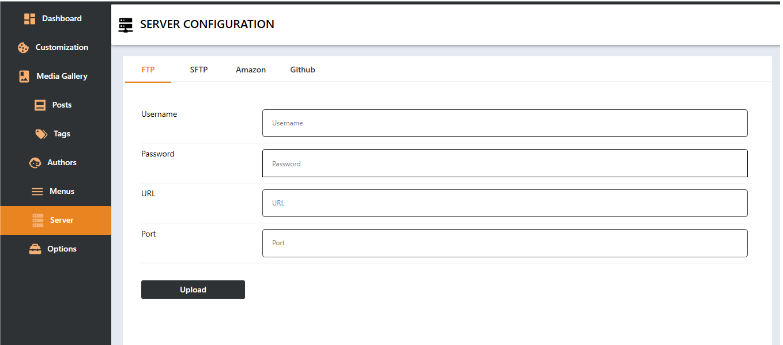 Dashboard
Customization
Media Gallery
Posts
Tags
Authors
Menus
Server
Options
SERVER CONFIGURATION
FTP SFTP Amazon Github
Username
Username
Password
Password
URL
URL
Port
Port
Upload